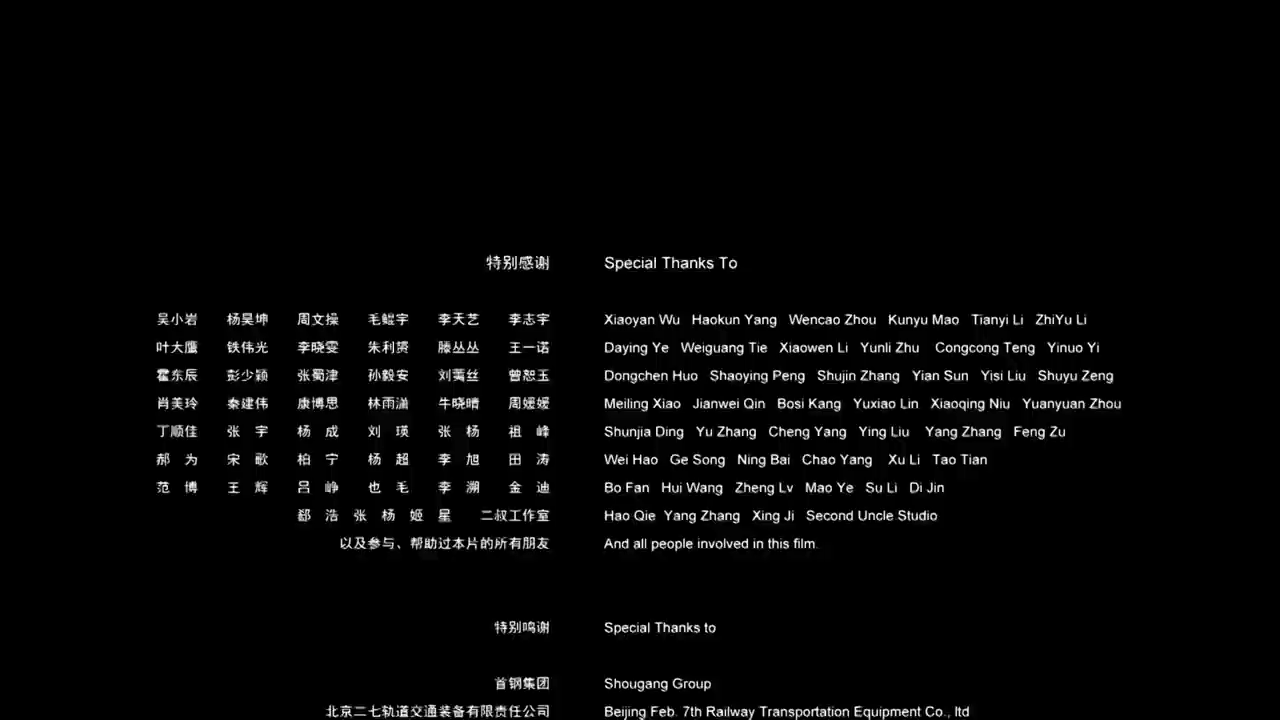 特别感谢 Special Thanks To
吴小岩 杨昊坤 周文操 毛鲲宇 李天艺 李志宇 Xiaoyan Wu Haokun Yang Wencao Zhou Kunyu Mao Tianyi Li ZhiYu Li
叶大鹰 铁伟光 李晓雯 朱利赟 滕丛丛 王一诺 Daying Ye Weiguang Tie Xiaowen Li Yunli Zhu Congcong Teng Yinuo Yi
霍东辰 彭少颖 张蜀津 孙毅安 刘丝 曾恕玉 Dongchen Huo Shaoying Peng Shujin Zhang Yian Sun Yisi Liu Shuyu Zeng
肖美玲 秦建伟 康博思 林雨潇 牛晓晴 周媛媛 Meiling Xiao Jianwei Qin Bosi Kang Yuxiao Lin Xiaoqing Niu Yuanyuan Zhou
丁顺佳 张 宇 杨 成 刘 瑛 张 杨 祖 峰 Shunjia Ding Yu Zhang Cheng Yang Ying Liu Yang Zhang Feng Zu
郝 为 宋 歌 柏 宁 杨 超 李 旭 田 涛 Wei Hao Ge Song Ning Bai Chao Yang Xu Li Tao Tian
范 博 王 辉 吕 峥 也 毛 李 溯 金 迪 Bo Fan Hui Wang Zheng Lv Mao Ye Su Li Di Jin
郄 浩 张 杨 姬 星 二叔工作室 Hao Qie Yang Zhang Xing Ji Second Uncle Studio
以及参与、帮助过本片的所有朋友 And all people involved in this film.
特别鸣谢 Special Thanks to
首钢集团 Shougang Group
北京二七轨道交通装备有限责任公司 Beijing Feb. 7th Railway Transportation Equipment Co., ltd